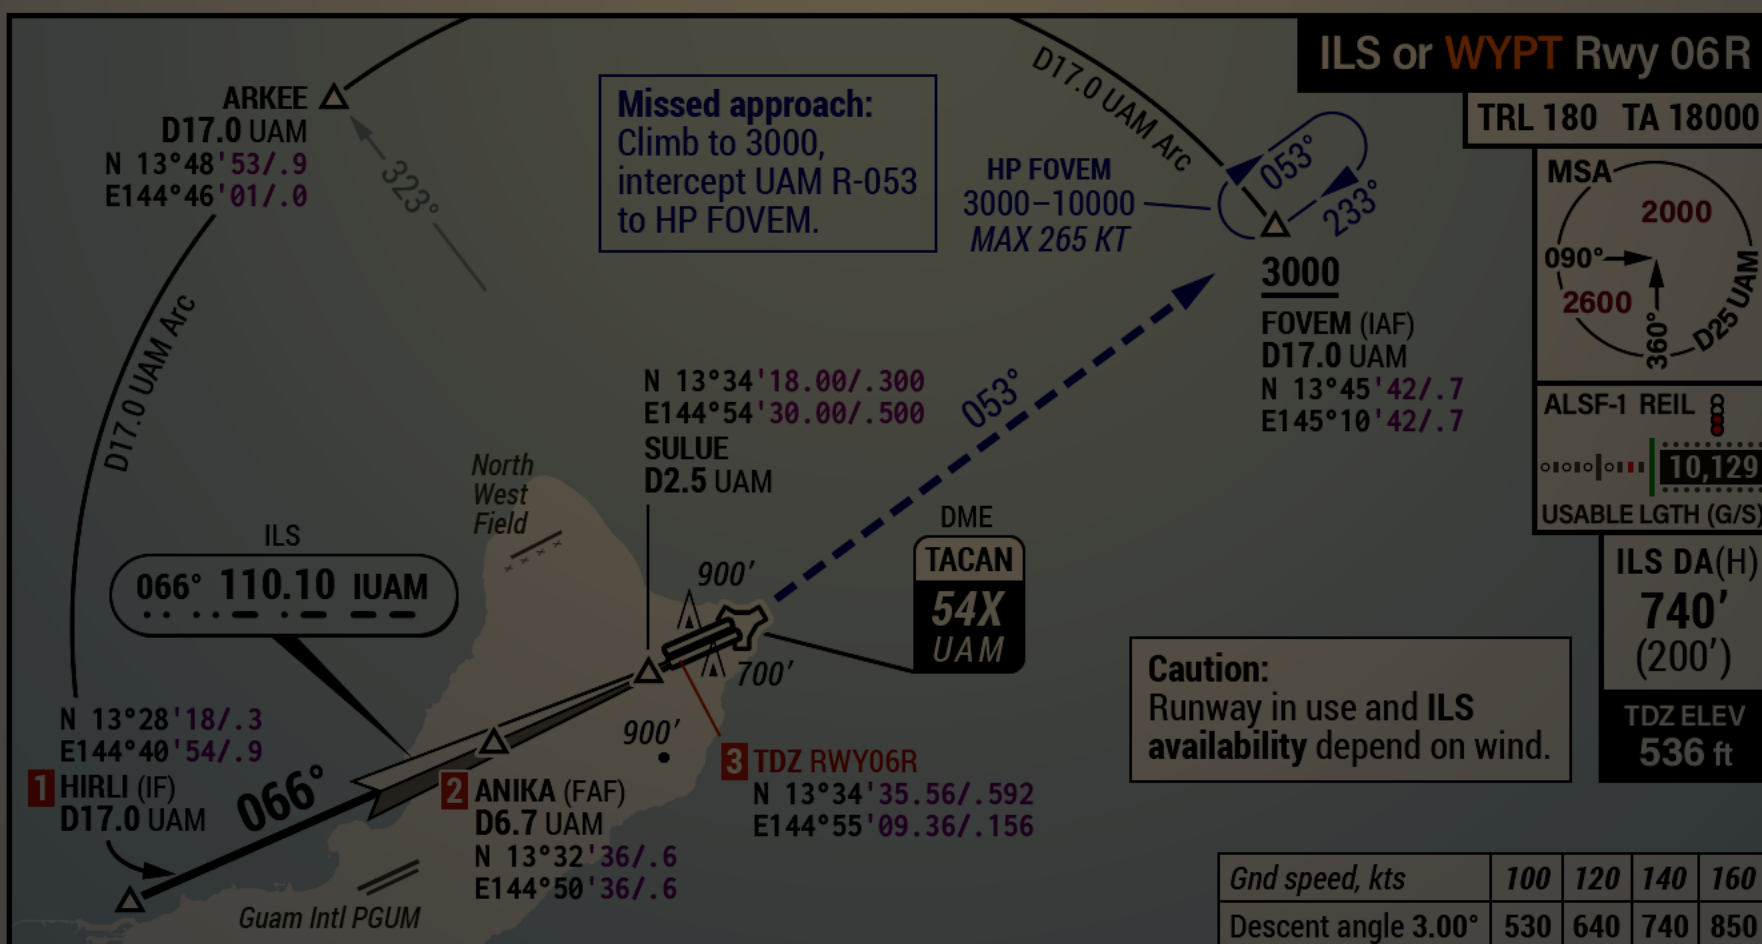 ILS or WYPT Rwy 06R
TRL 180 TA 18000
ARKEE
D17.0 UAM
N 13°48'53/.9
E144°46'01/.0
323°
D17.0 UAM Arc
Missed approach:
Climb to 3000,
intercept UAM R-053
to HP FOVEM.
D17.0 UAM Arc
HP FOVEM
3000–10000
MAX 265 KT
053°
233°
3000
FOVEM (IAF)
D17.0 UAM
N 13°45'42/.7
E145°10'42/.7
MSA
2000
090°
2600
360°
D25 UAM
ALSF-1 REIL
10,129
USABLE LGTH (G/S)
N 13°34'18.00/.300
E144°54'30.00/.500
SULUE
D2.5 UAM
053°
North
West
Field
ILS
066° 110.10 IUAM
900'
700'
900'
DME
TACAN
54X
UAM
ILS DA(H)
740'
(200')
TDZ ELEV
536 ft
Caution:
Runway in use and ILS
availability depend on wind.
N 13°28'18/.3
E144°40'54/.9
1 HIRLI (IF)
D17.0 UAM
066°
2 ANIKA (FAF)
D6.7 UAM
N 13°32'36/.6
E144°50'36/.6
3 TDZ RWY06R
N 13°34'35.56/.592
E144°55'09.36/.156
Guam Intl PGUM
Gnd speed, kts 100 120 140 160
Descent angle 3.00° 530 640 740 850